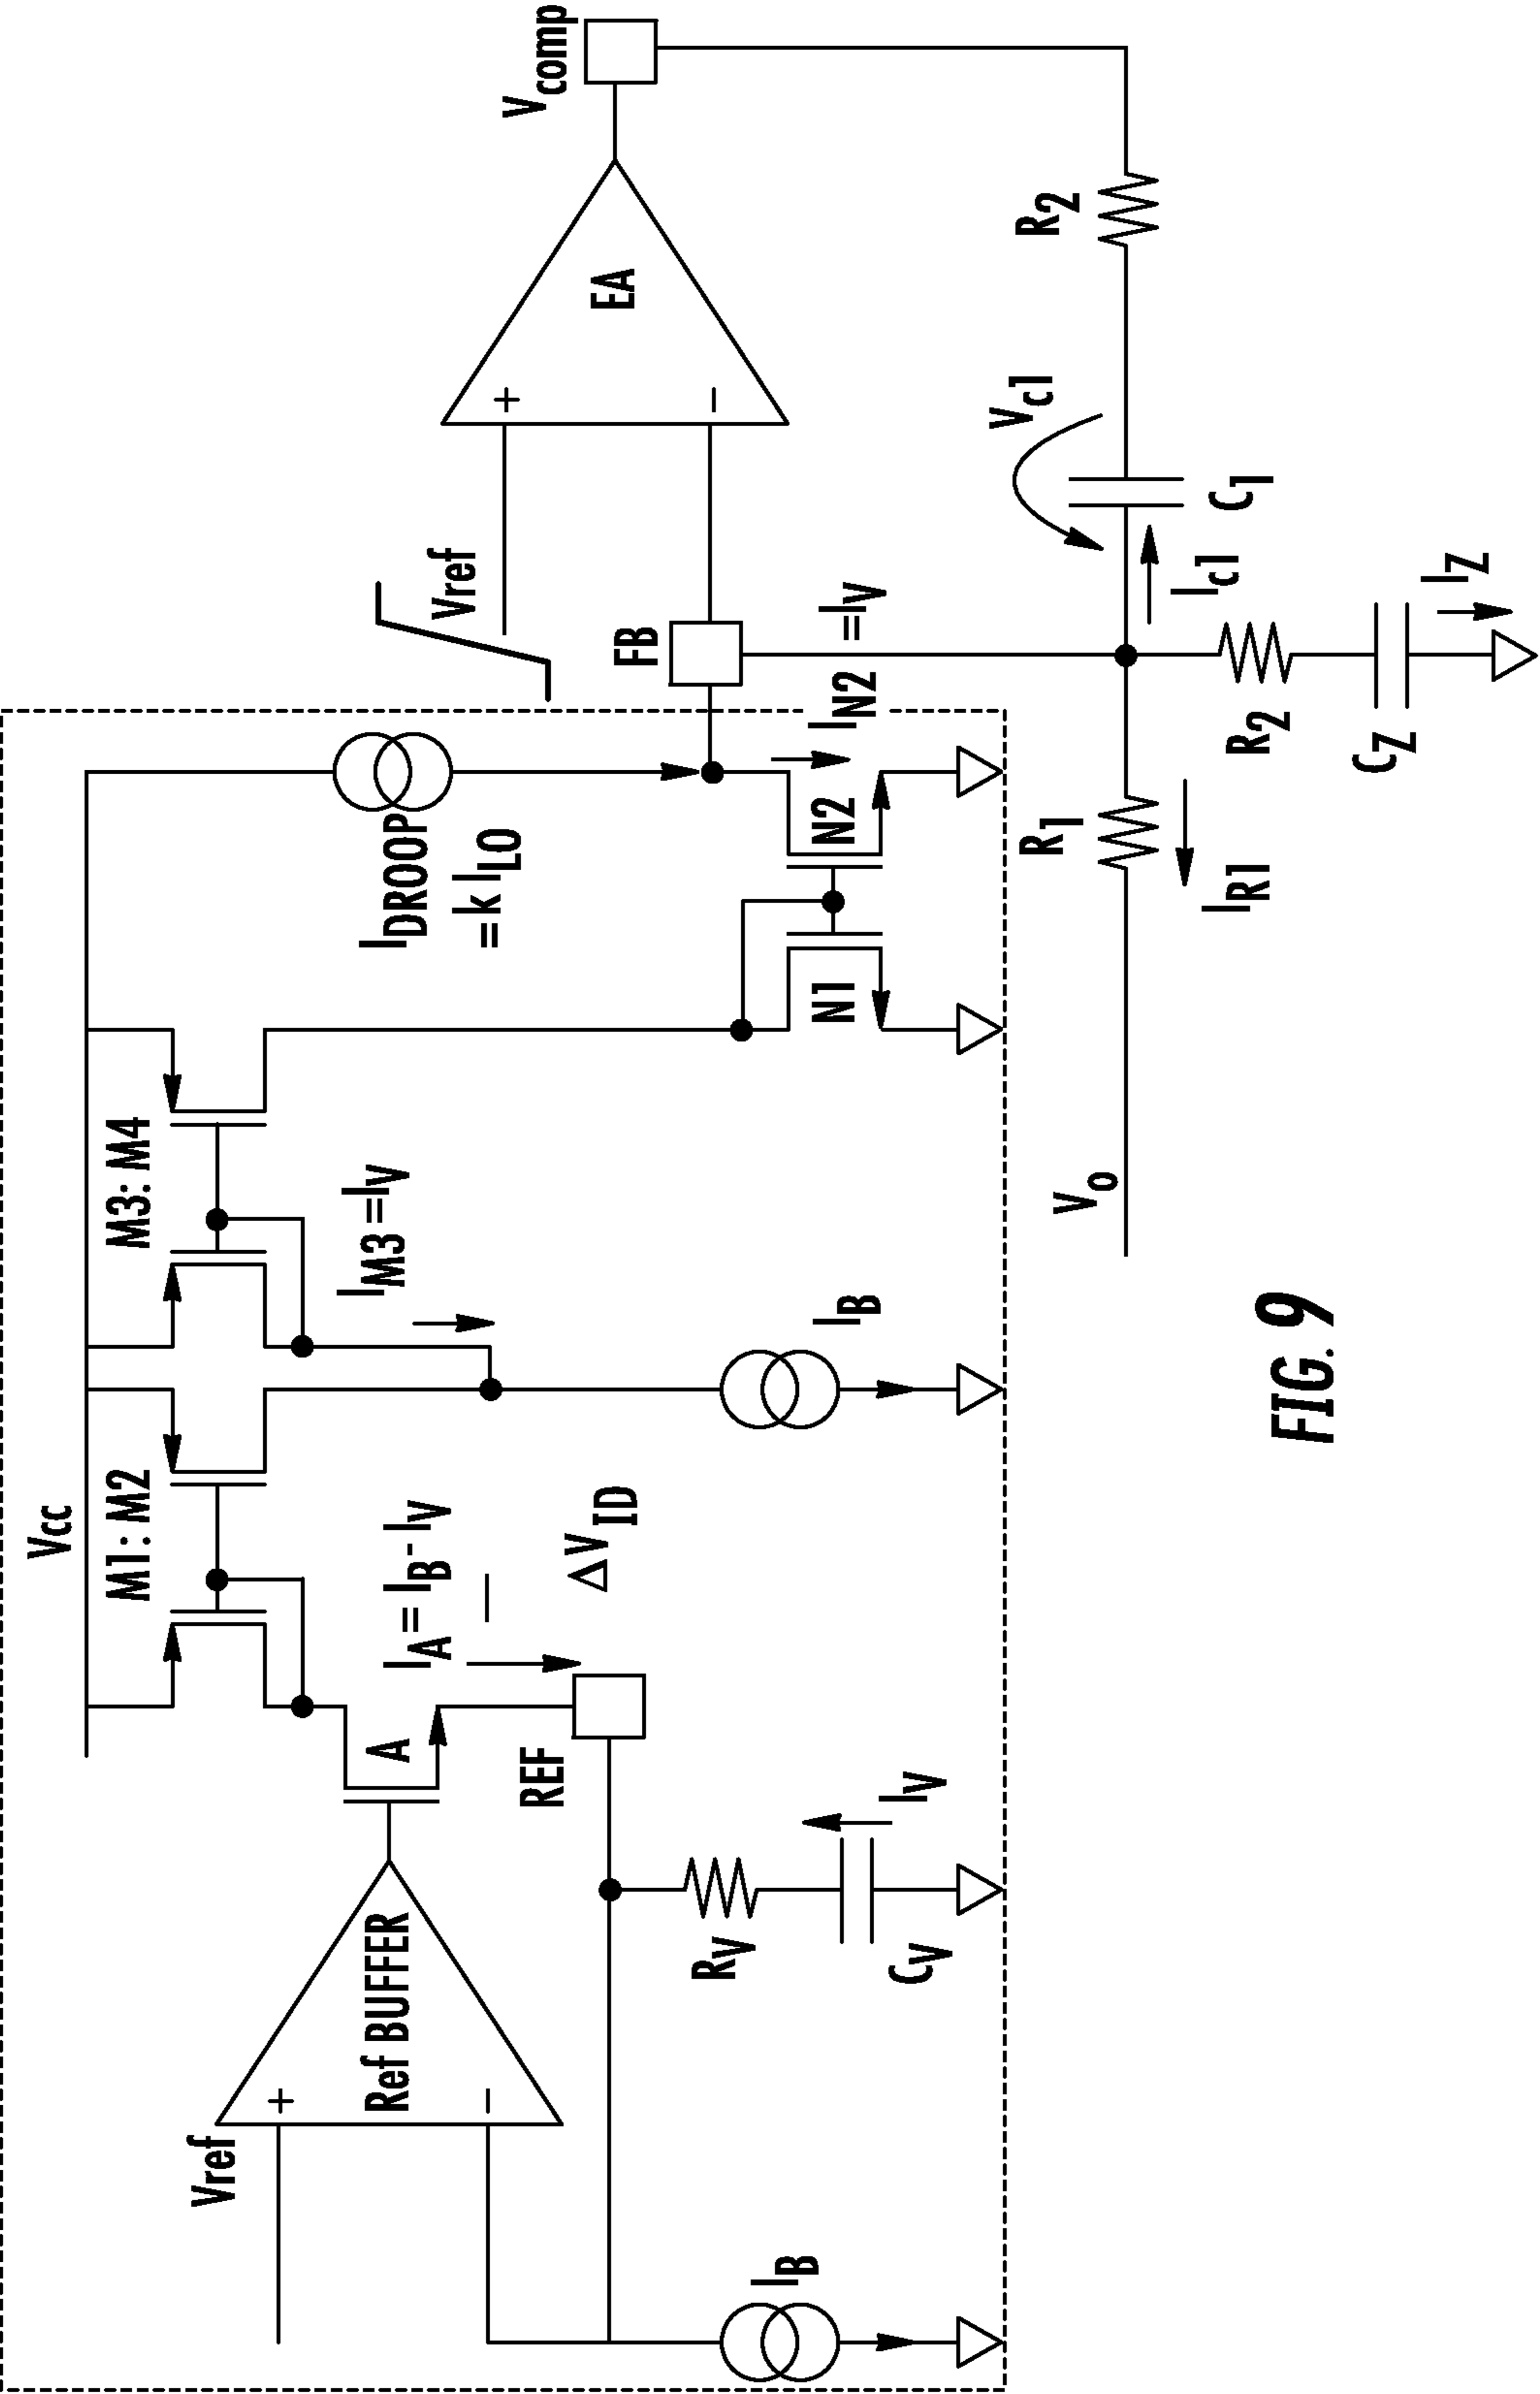 Vcc
M1: M2
M3: M4
IDROOP
=k ILO
Vref
Vcomp
Vref
+
−
Ref BUFFER
A
IA = IB- IV
−
ΔVID
IM3 =IV
REF
FB
+
−
EA
RV
CV
IV
IB
IB
N1
N2
IN2
=IV
Vo
R1
IR1
VC1
IC1
C1
R2
R2
CZ
IZ
FIG. 9